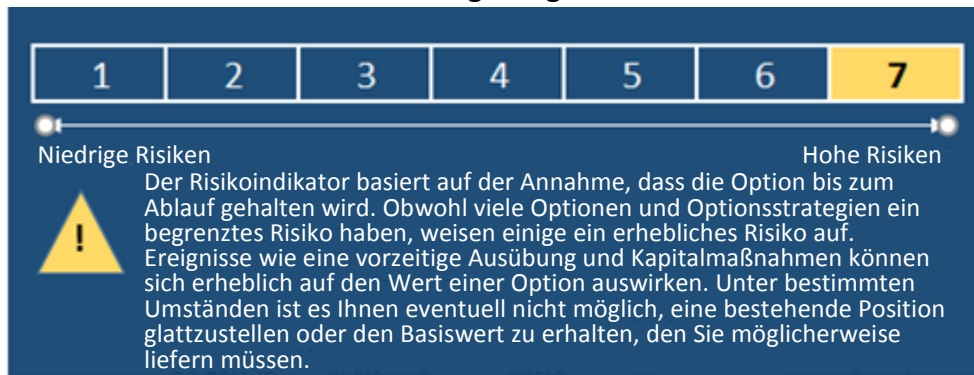 1 2 3 4 5 6 7
Niedrige Risiken Hohe Risiken
Der Risikoindikator basiert auf der Annahme, dass die Option bis zum
Ablauf gehalten wird. Obwohl viele Optionen und Optionsstrategien ein
! begrenztes Risiko haben, weisen einige ein erhebliches Risiko auf.
Ereignisse wie eine vorzeitige Ausübung und Kapitalmaßnahmen können
sich erheblich auf den Wert einer Option auswirken. Unter bestimmten
Umständen ist es Ihnen eventuell nicht möglich, eine bestehende Position
glattzustellen oder den Basiswert zu erhalten, den Sie möglicherweise
liefern müssen.